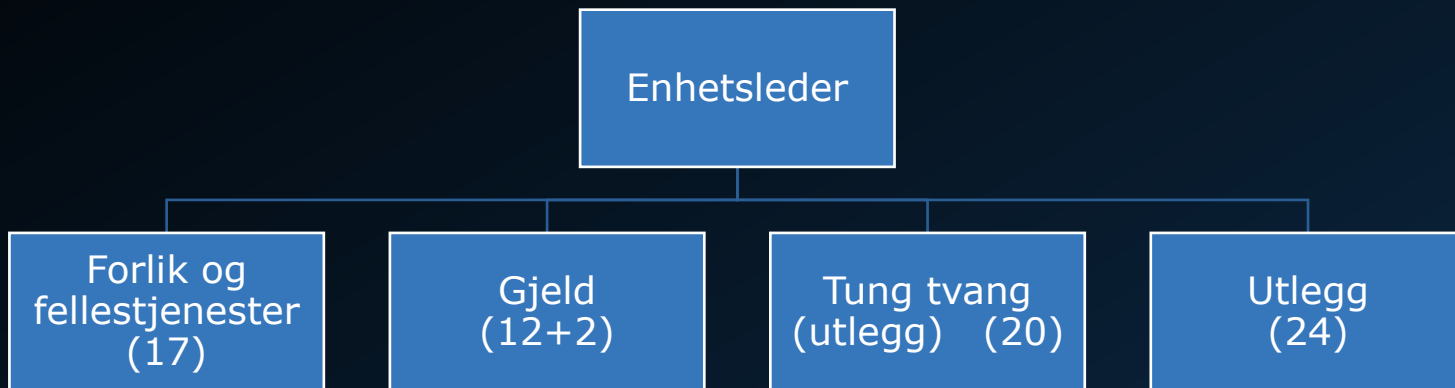 Enhetsleder
Forlik og
fellestjenester
(17)
Gjeld
(12+2)
Tung tvang
(utlegg) (20)
Utlegg
(24)